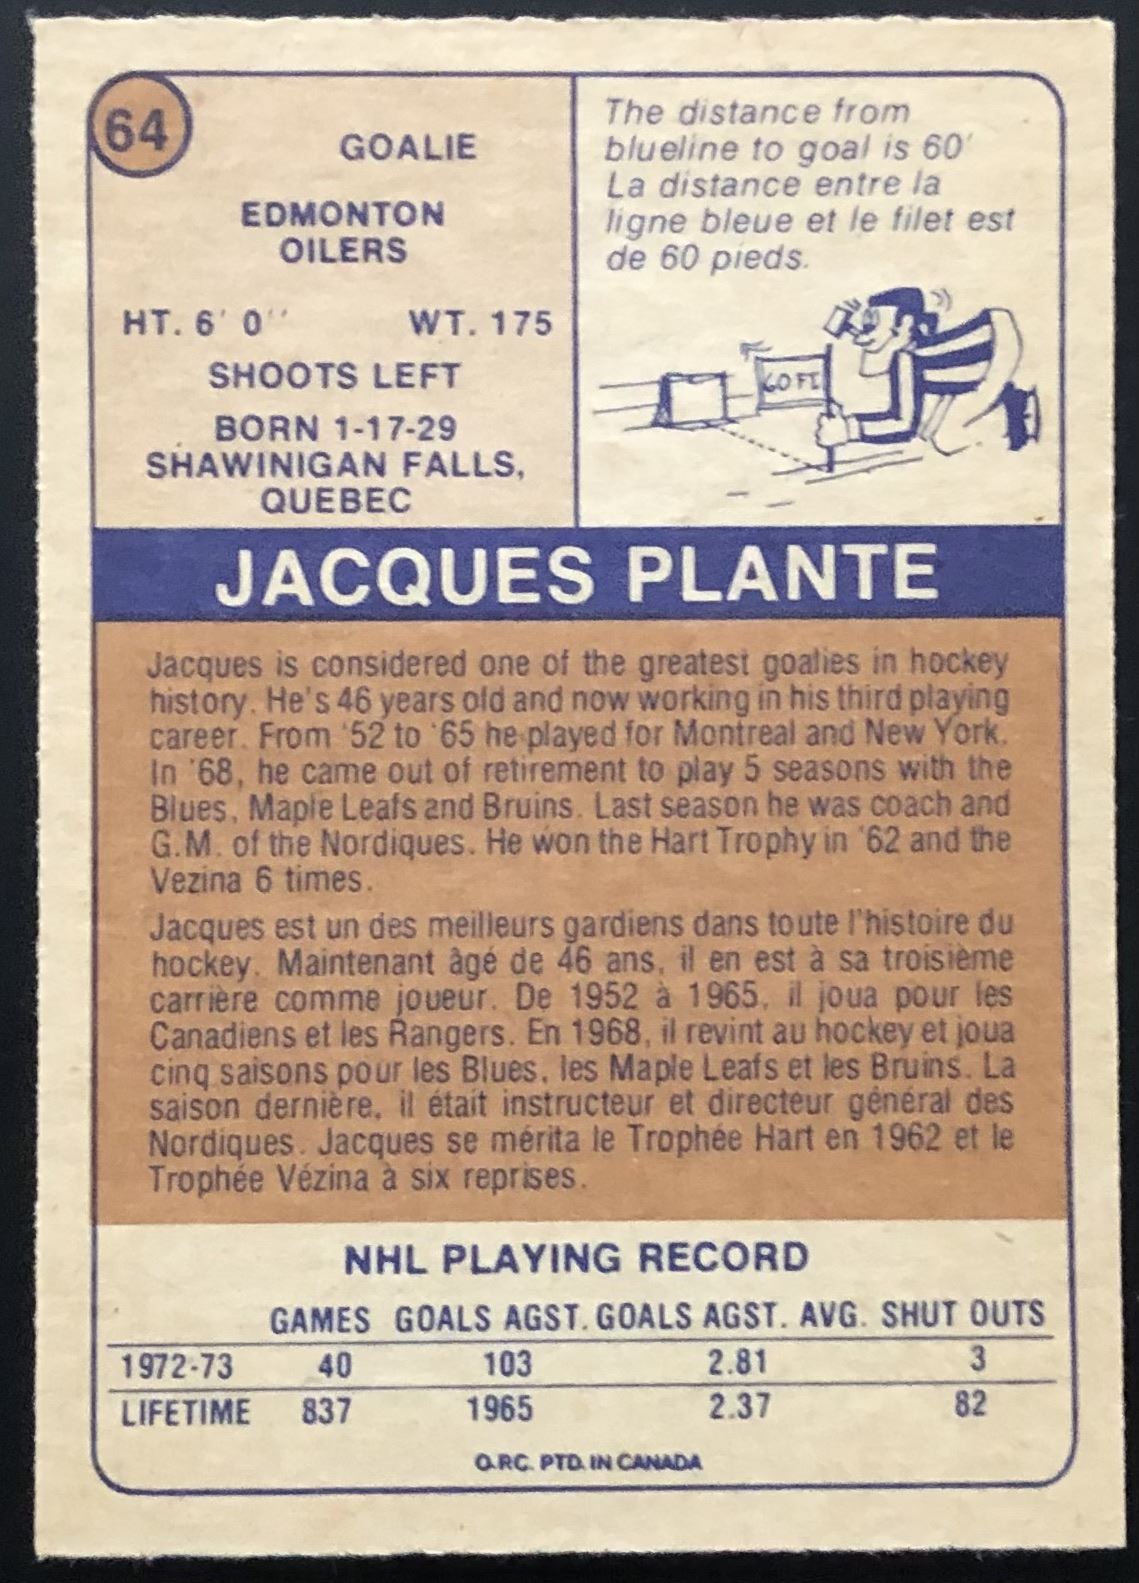 64
GOALIE
EDMONTON
OILERS
HT. 6' 0'' WT. 175
SHOOTS LEFT
BORN 1-17-29
SHAWINIGAN FALLS,
QUEBEC
The distance from
blueline to goal is 60'
La distance entre la
ligne bleue et le filet est
de 60 pieds.
60 FT
JACQUES PLANTE
Jacques is considered one of the greatest goalies in hockey
history. He's 46 years old and now working in his third playing
career. From '52 to '65 he played for Montreal and New York.
In '68, he came out of retirement to play 5 seasons with the
Blues, Maple Leafs and Bruins. Last season he was coach and
G.M. of the Nordiques. He won the Hart Trophy in '62 and the
Vezina 6 times.
Jacques est un des meilleurs gardiens dans toute l'histoire du
hockey. Maintenant âgé de 46 ans, il en est à sa troisième
carrière comme joueur. De 1952 à 1965, il joua pour les
Canadiens et les Rangers. En 1968, il revint au hockey et joua
cinq saisons pour les Blues, les Maple Leafs et les Bruins. La
saison dernière, il était instructeur et directeur général des
Nordiques. Jacques se mérita le Trophée Hart en 1962 et le
Trophée Vézina à six reprises.
NHL PLAYING RECORD
GAMES GOALS AGST. GOALS AGST. AVG. SHUT OUTS
1972-73 40 103 2.81 3
LIFETIME 837 1965 2.37 82
O.P.C. PTD. IN CANADA